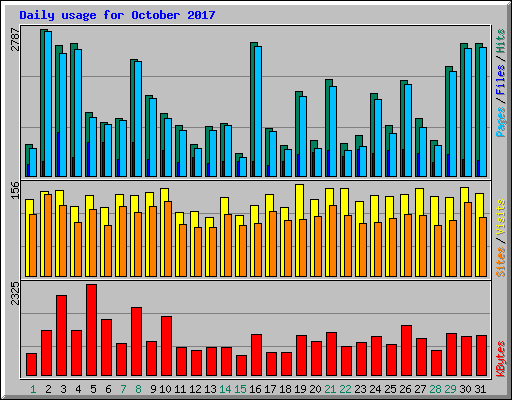 Daily usage for October 2017
2787
Pages / Files / Hits
156
Sites / Visits
2325
KBytes
1 2 3 4 5 6 7 8 9 10 11 12 13 14 15 16 17 18 19 20 21 22 23 24 25 26 27 28 29 30 31